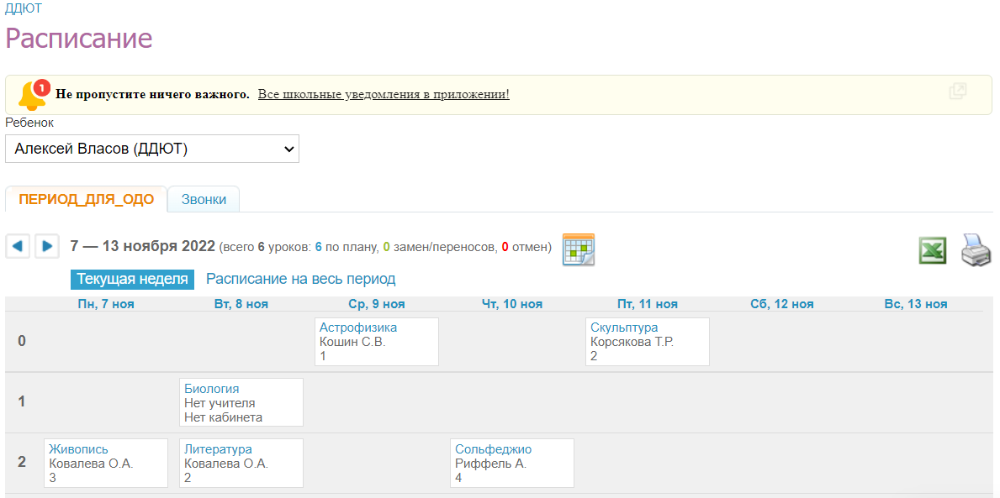 ДДЮТ
Расписание
1
Не пропустите ничего важного. Все школьные уведомления в приложении!
Ребенок
Алексей Власов (ДДЮТ)
ПЕРИОД_ДЛЯ_ОДО Звонки
7 — 13 ноября 2022 (всего 6 уроков: 6 по плану, 0 замен/переносов, 0 отмен)
Текущая неделя Расписание на весь период
Пн, 7 ноя Вт, 8 ноя Ср, 9 ноя Чт, 10 ноя Пт, 11 ноя Сб, 12 ноя Вс, 13 ноя
0
Астрофизика
Кошин С.В.
1
Скульптура
Корсякова Т.Р.
2
1
Биология
Нет учителя
Нет кабинета
2
Живопись
Ковалева О.А.
3
Литература
Ковалева О.А.
2
Сольфеджио
Риффель А.
4